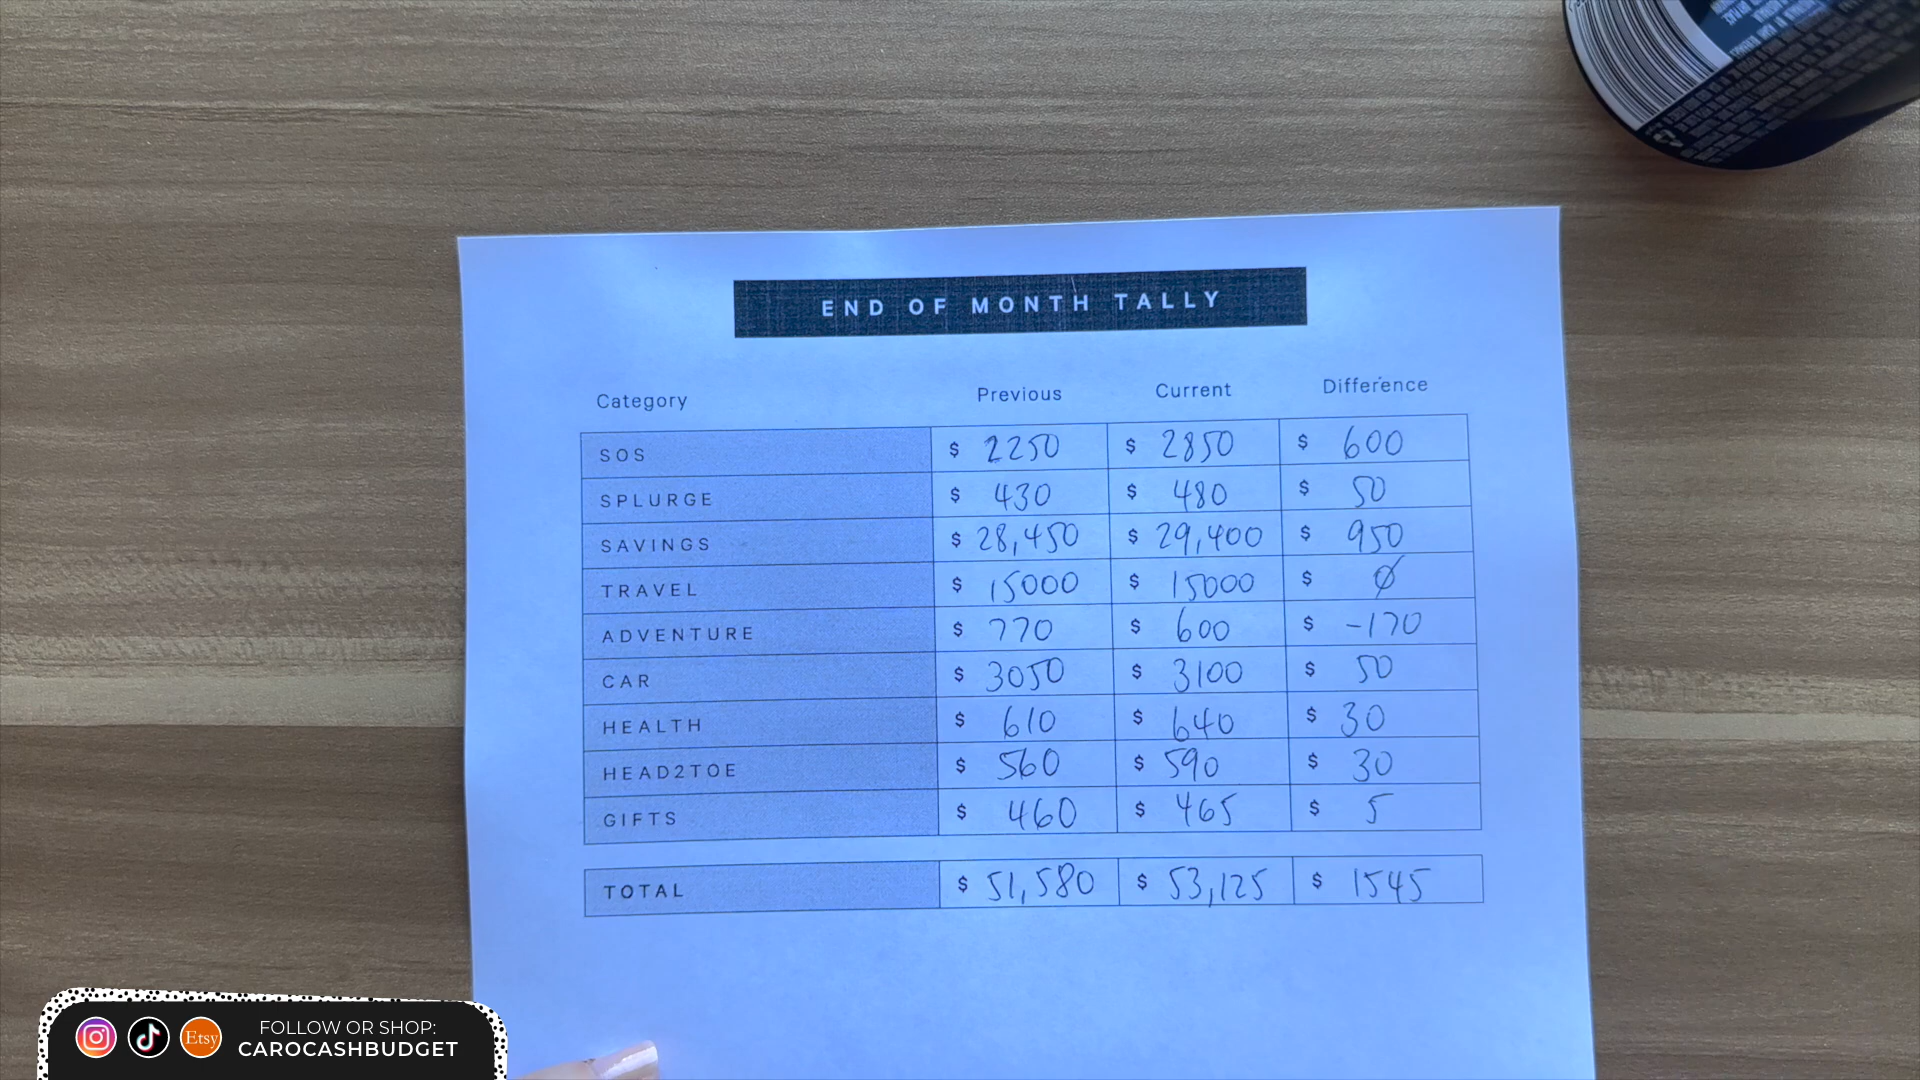 END OF MONTH TALLY
Category Previous Current Difference
SOS $ 2250 $ 2850 $ 600
SPLURGE $ 430 $ 480 $ 50
SAVINGS $ 28,450 $ 29,400 $ 950
TRAVEL $ 15000 $ 15000 $ Ø
ADVENTURE $ 770 $ 600 $ -170
CAR $ 3050 $ 3100 $ 50
HEALTH $ 610 $ 640 $ 30
HEAD2TOE $ 560 $ 590 $ 30
GIFTS $ 460 $ 465 $ 5
TOTAL $ 51,580 $ 53,125 $ 1545
Etsy
FOLLOW OR SHOP:
CAROCASHBUDGET